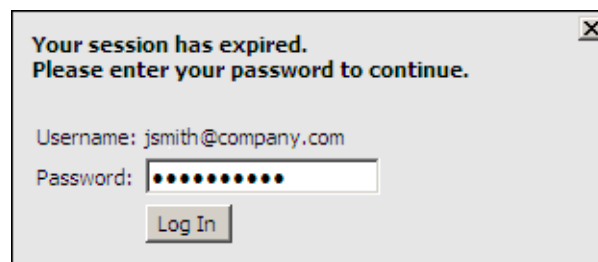 Your session has expired.
Please enter your password to continue.
Username: jsmith@company.com
Password: ••••••••••
Log In